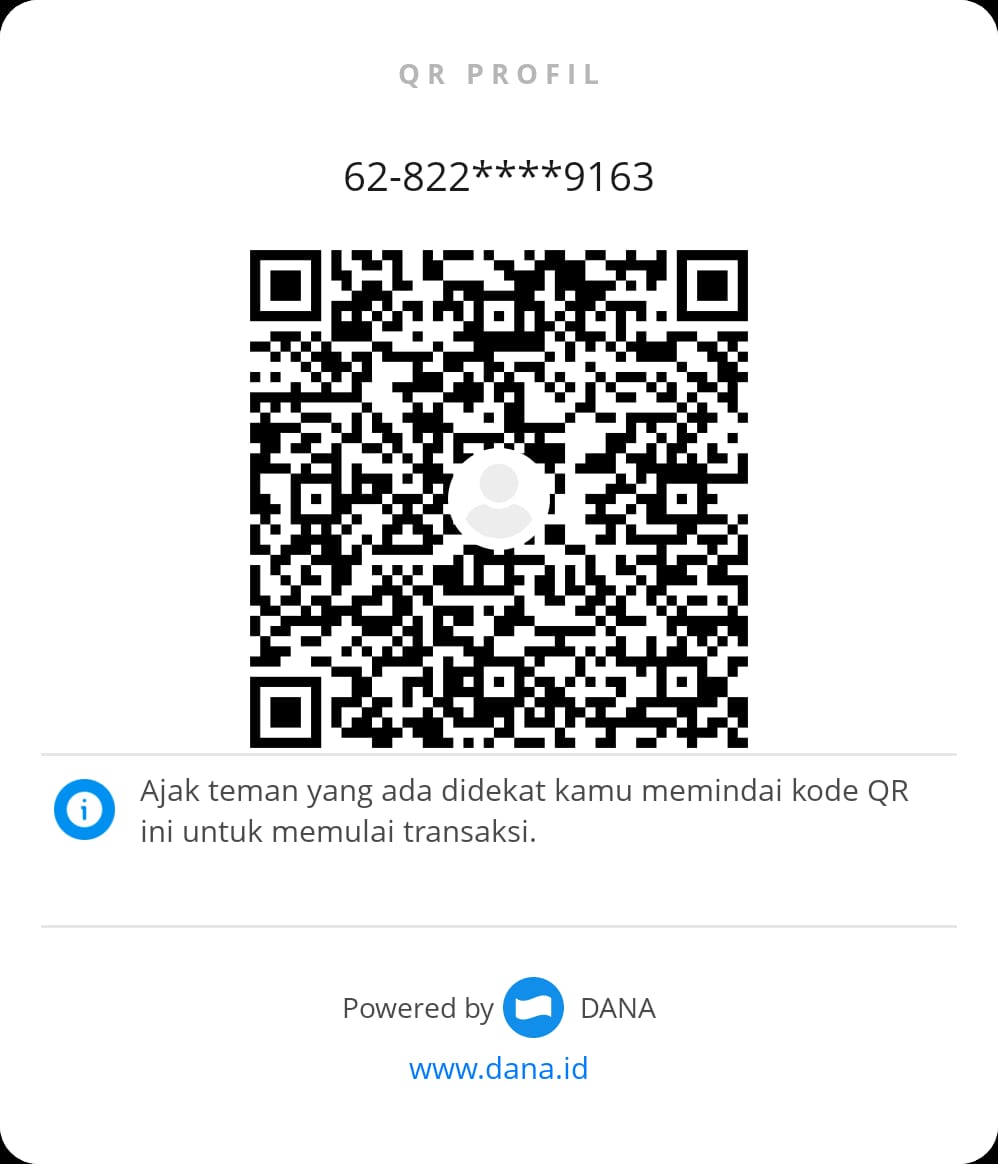 QR PROFIL
62-822****9163
Ajak teman yang ada didekat kamu memindai kode QR
ini untuk memulai transaksi.
Powered by DANA
www.dana.id